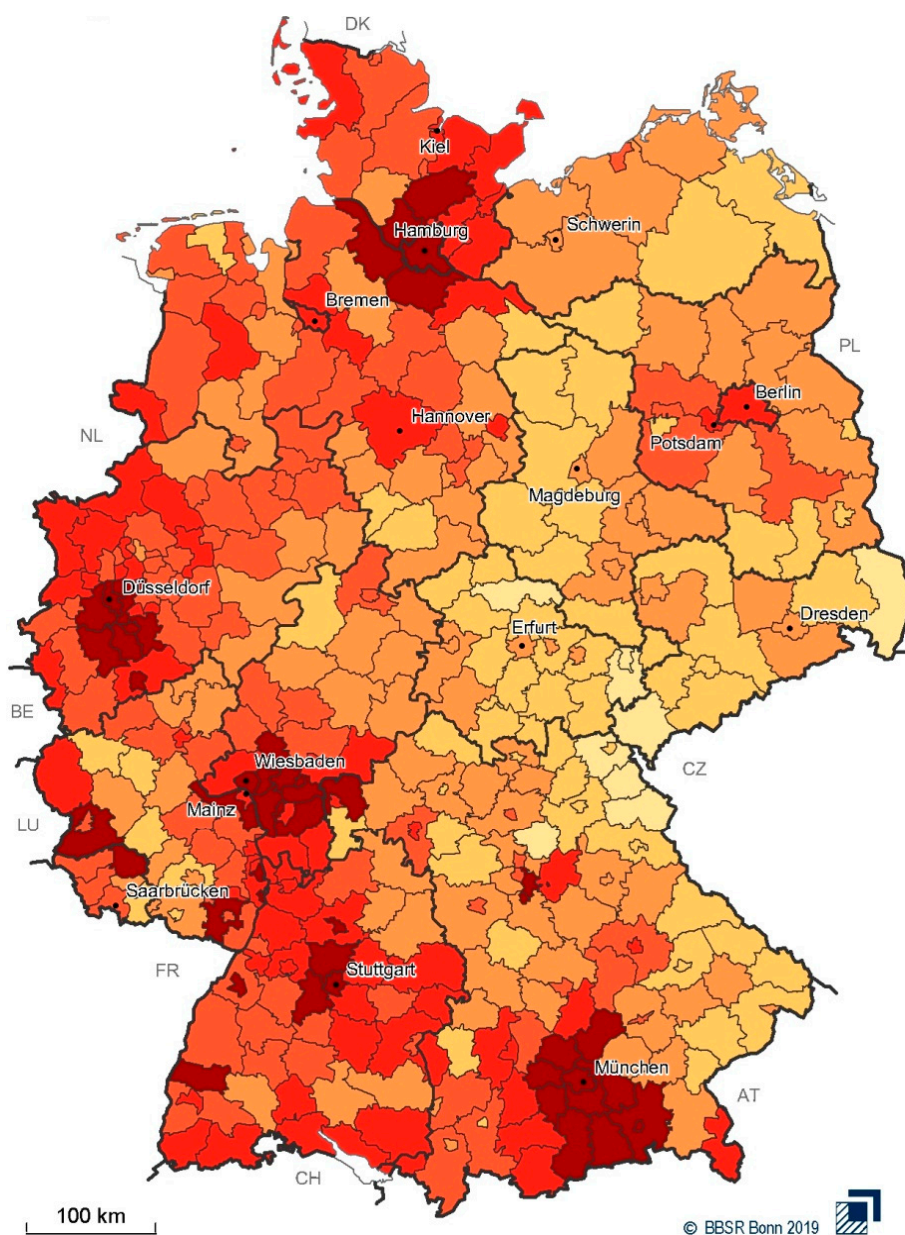 DK
Kiel
Schwerin
Hamburg
Bremen
PL
Berlin
Hannover
NL
Potsdam
Magdeburg
Düsseldorf
Dresden
Erfurt
BE
Wiesbaden
CZ
Mainz
LU
Saarbrücken
FR
Stuttgart
München
AT
CH
100 km
© BBSR Bonn 2019